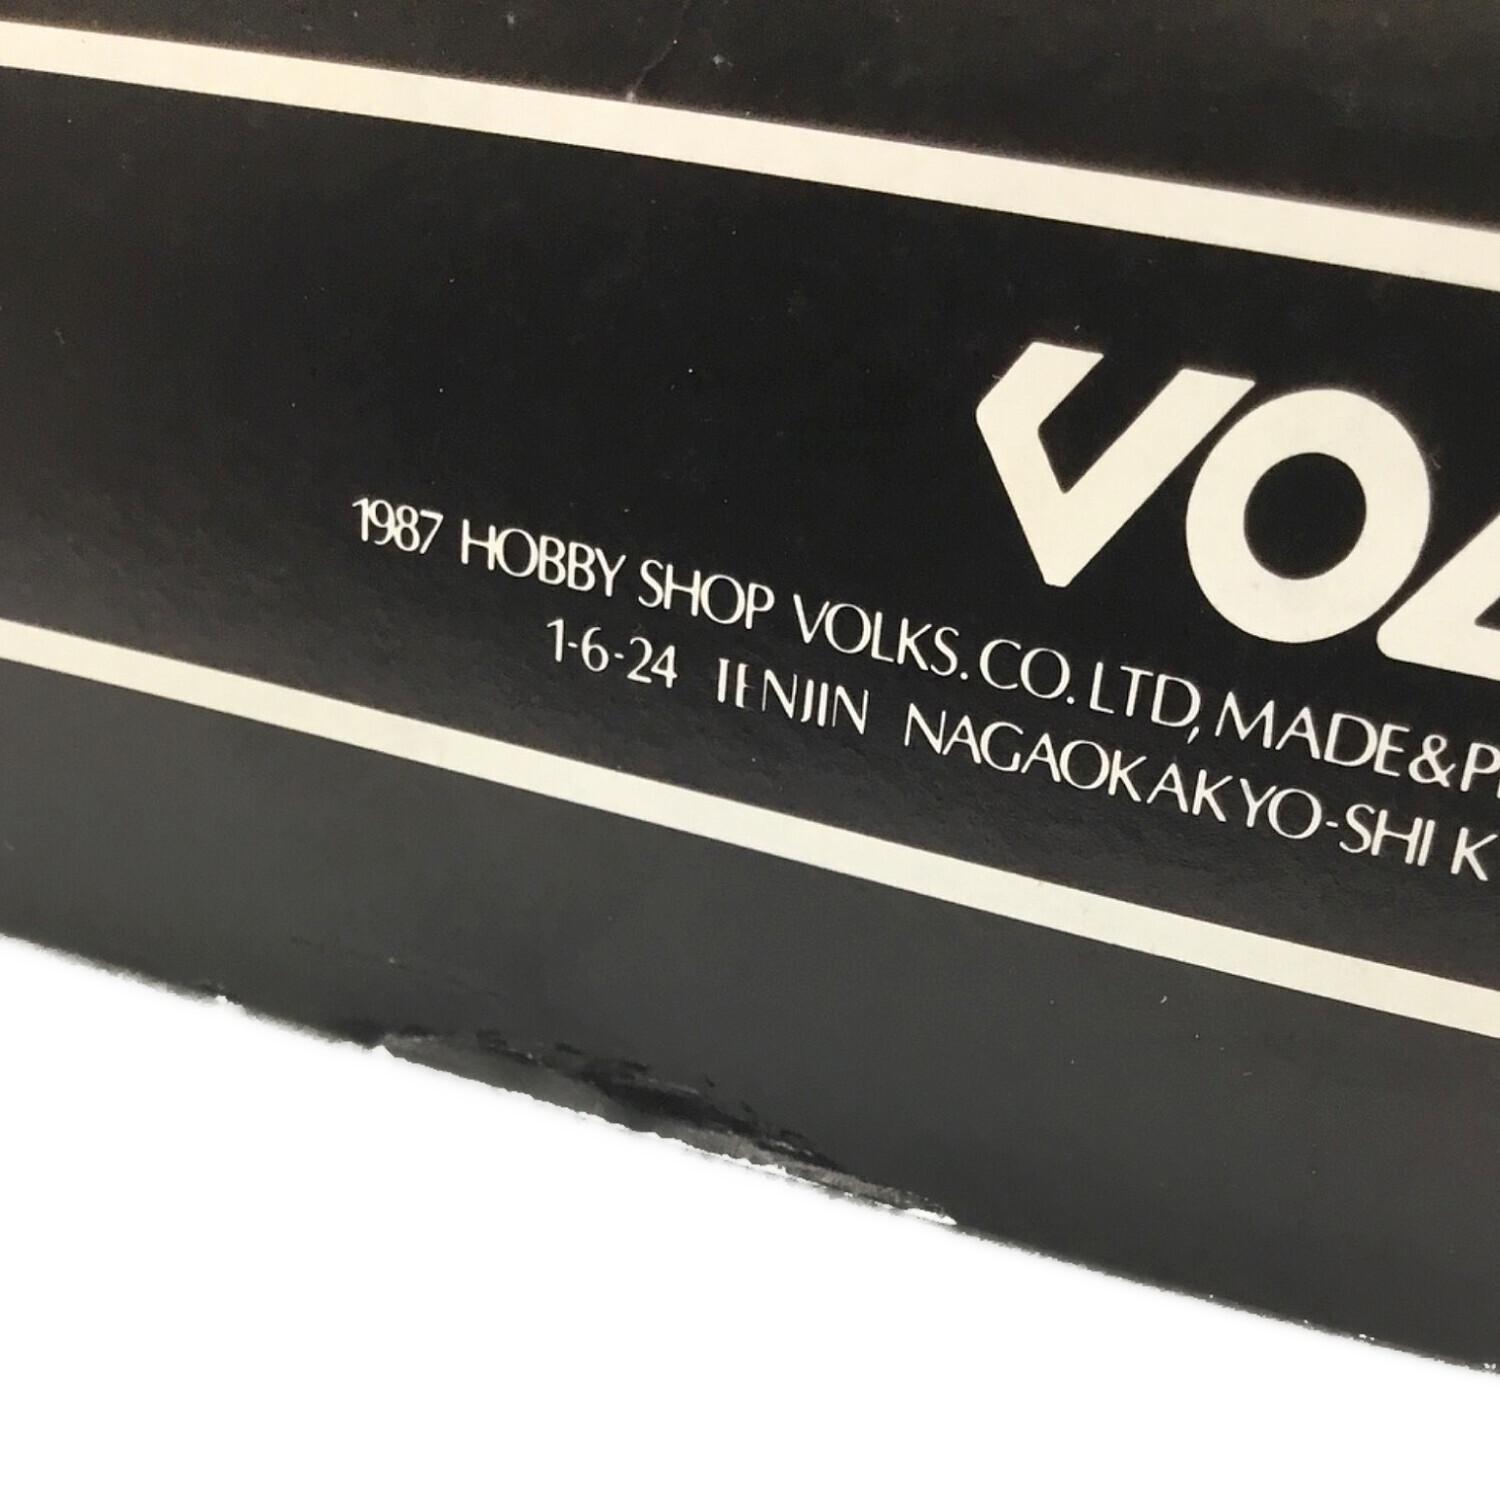 VOL
1987 HOBBY SHOP VOLKS. CO. LTD, MADE & P
1-6-24 TENJIN NAGAOKAKYO-SHI K